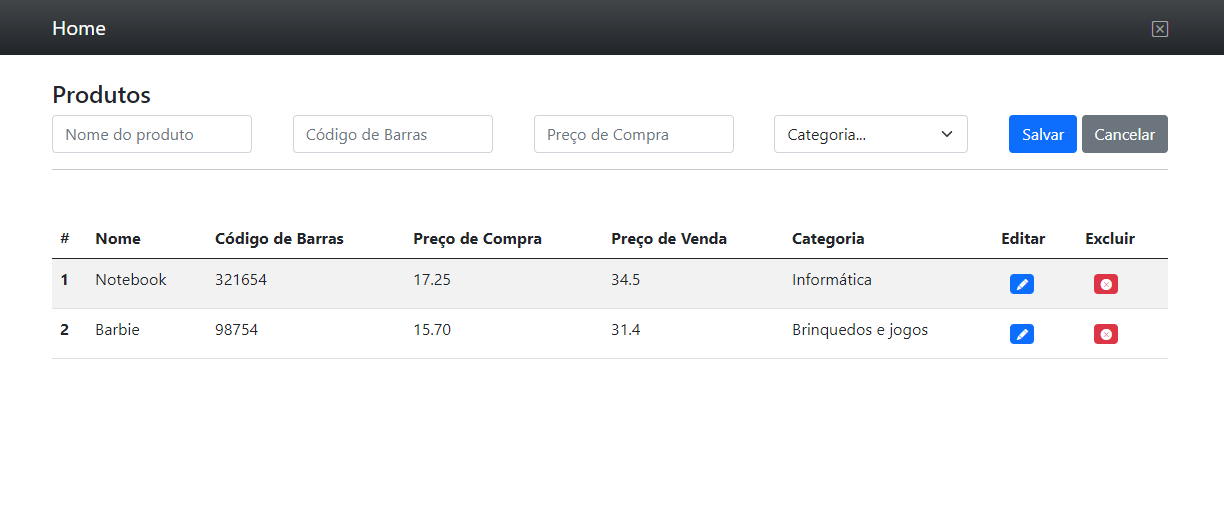 Home
Produtos
Nome do produto Código de Barras Preço de Compra Categoria... Salvar Cancelar
# Nome Código de Barras Preço de Compra Preço de Venda Categoria Editar Excluir
1 Notebook 321654 17.25 34.5 Informática
2 Barbie 98754 15.70 31.4 Brinquedos e jogos